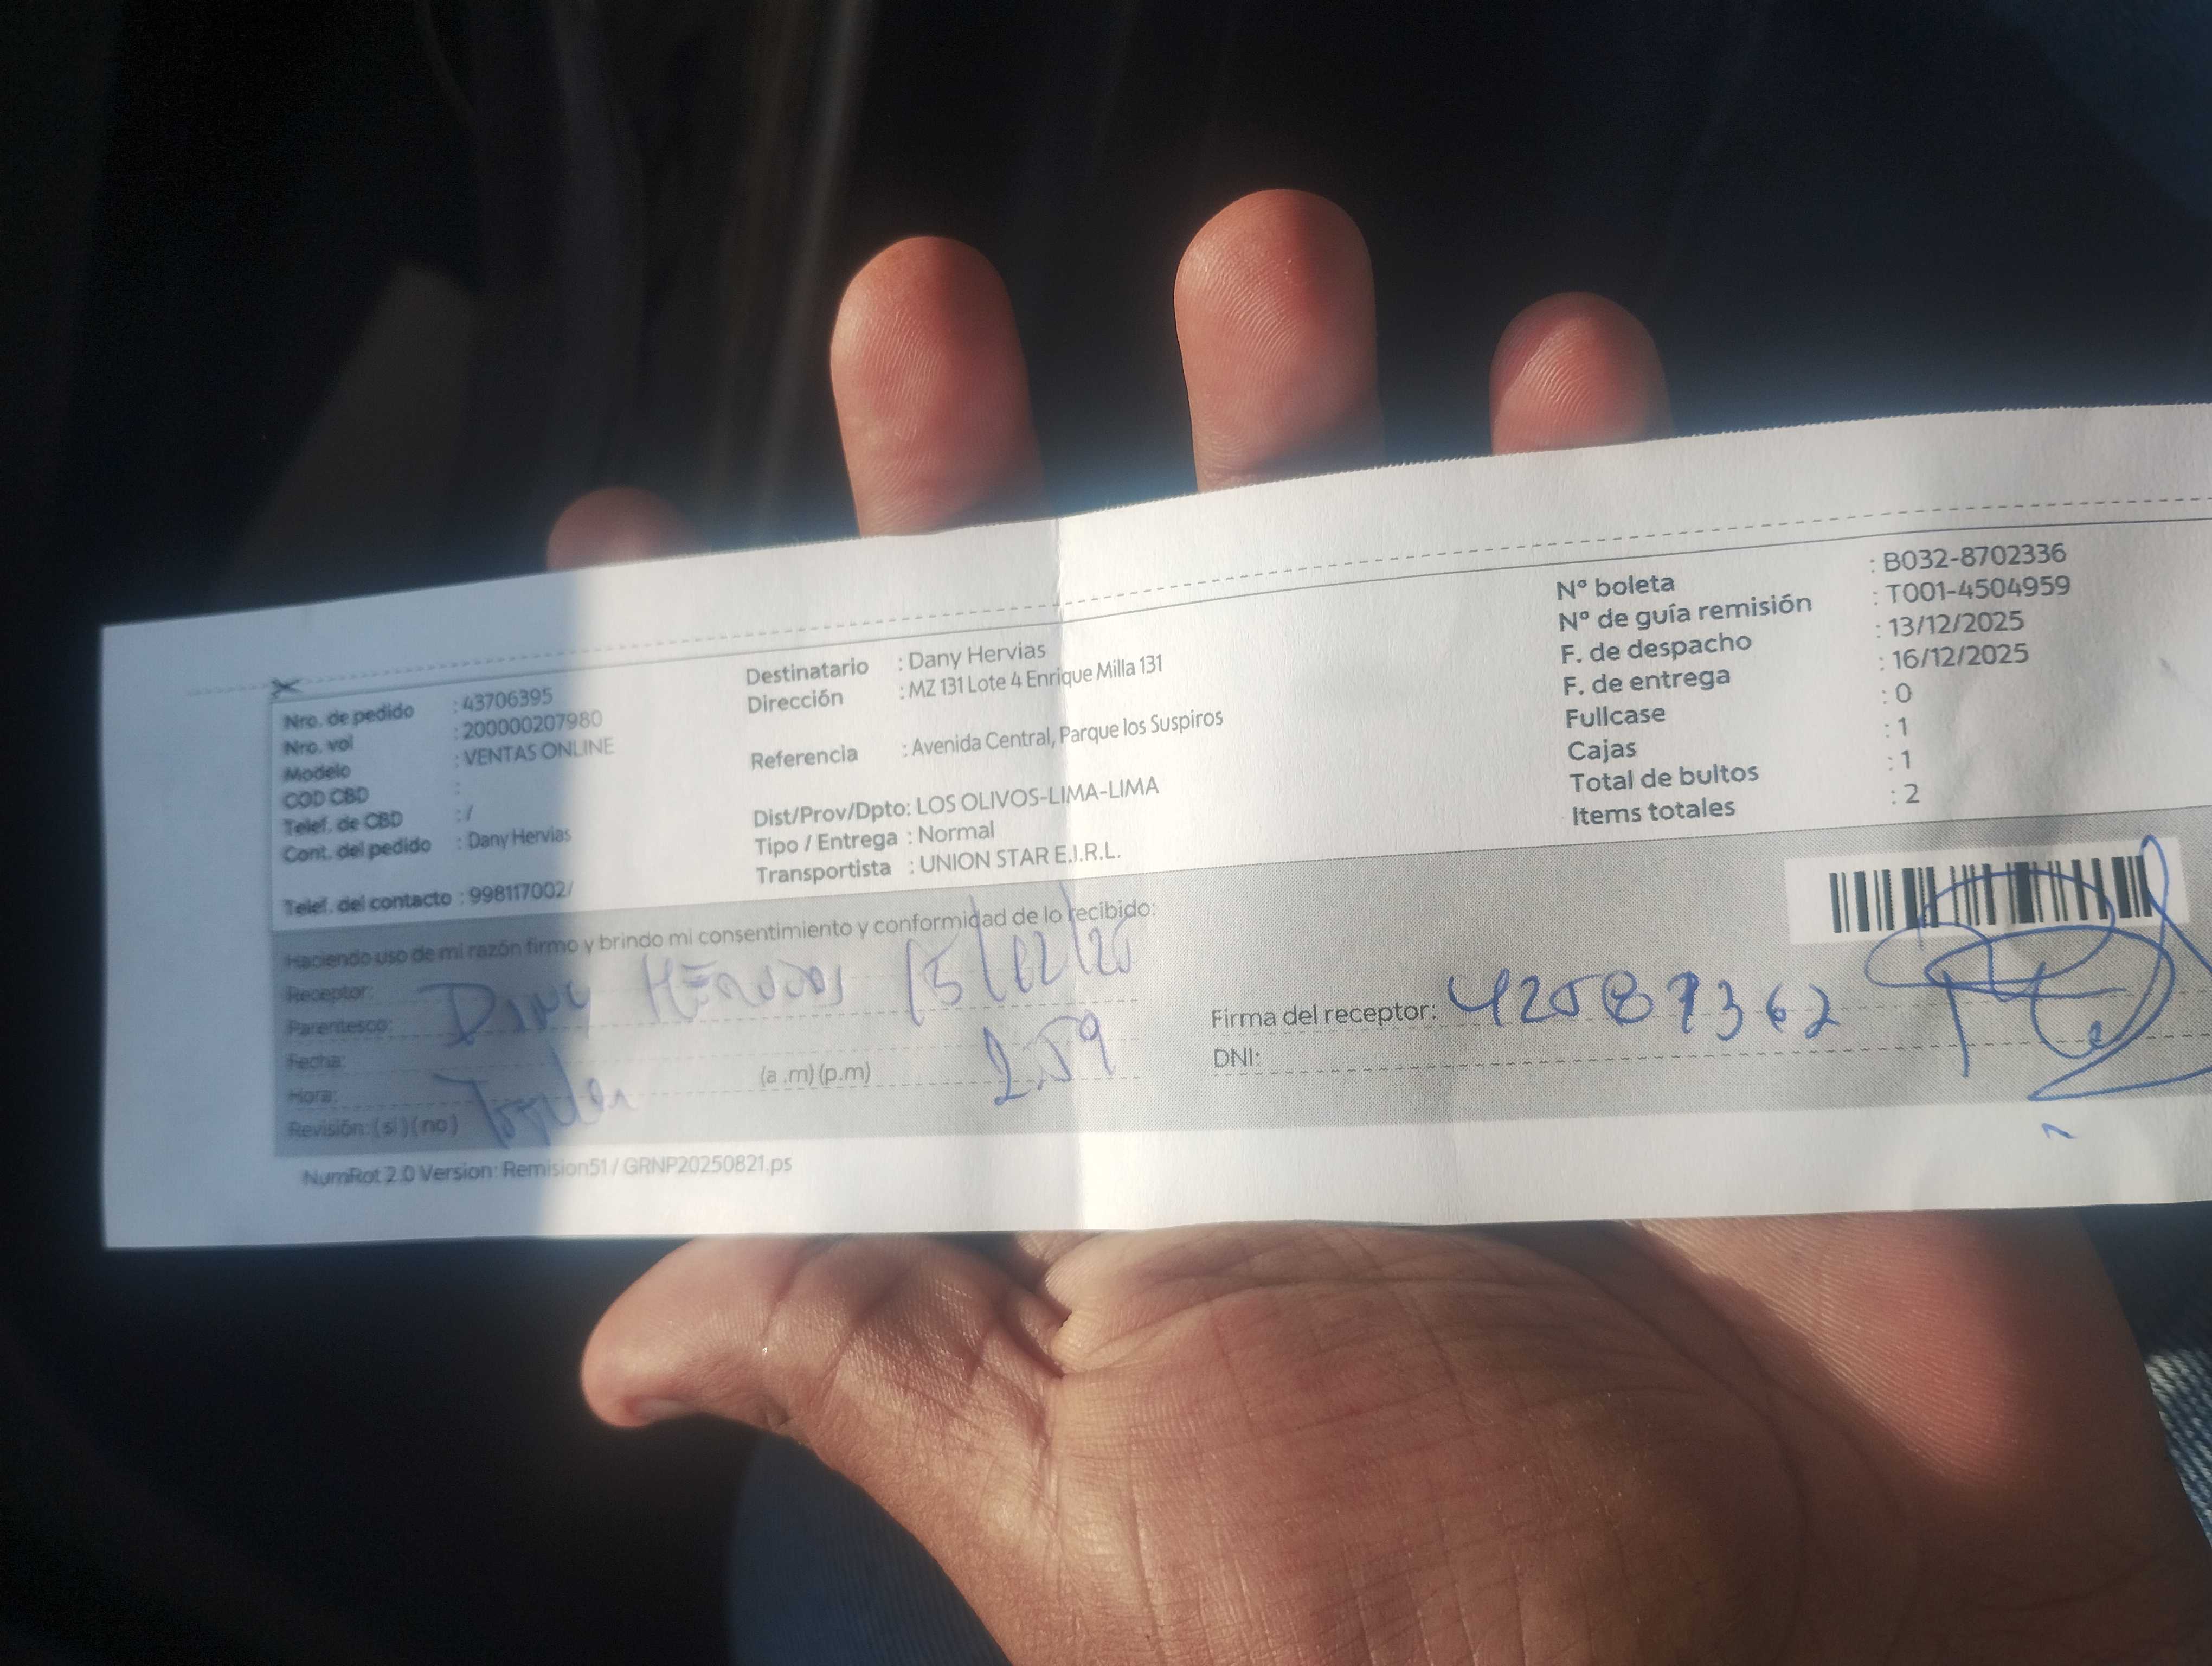 Nro. de pedido : 43706395
Nro. vol : 200000207980
Modelo : VENTAS ONLINE
COD CBD :
Telef. de CBD : /
Cont. del pedido : Dany Hervias
Telef. del contacto : 998117002/
Destinatario : Dany Hervias
Dirección : MZ 131 Lote 4 Enrique Milla 131
Referencia : Avenida Central, Parque los Suspiros
Dist/Prov/Dpto: LOS OLIVOS-LIMA-LIMA
Tipo / Entrega : Normal
Transportista : UNION STAR E.I.R.L.
Nº boleta : B032-8702336
Nº de guía remisión : T001-4504959
F. de despacho : 13/12/2025
F. de entrega : 16/12/2025
Fullcase : 0
Cajas : 1
Total de bultos : 1
Items totales : 2
Haciendo uso de mi razón firmo y brindo mi consentimiento y conformidad de lo recibido:
Receptor: Dany
Parentesco:
Fecha:
Hora: (a .m) (p.m) 2.59
Revisión: ( si ) ( no )
Firma del receptor: 42587362
DNI:
NumRot 2.0 Version: Remision51 / GRNP20250821.ps